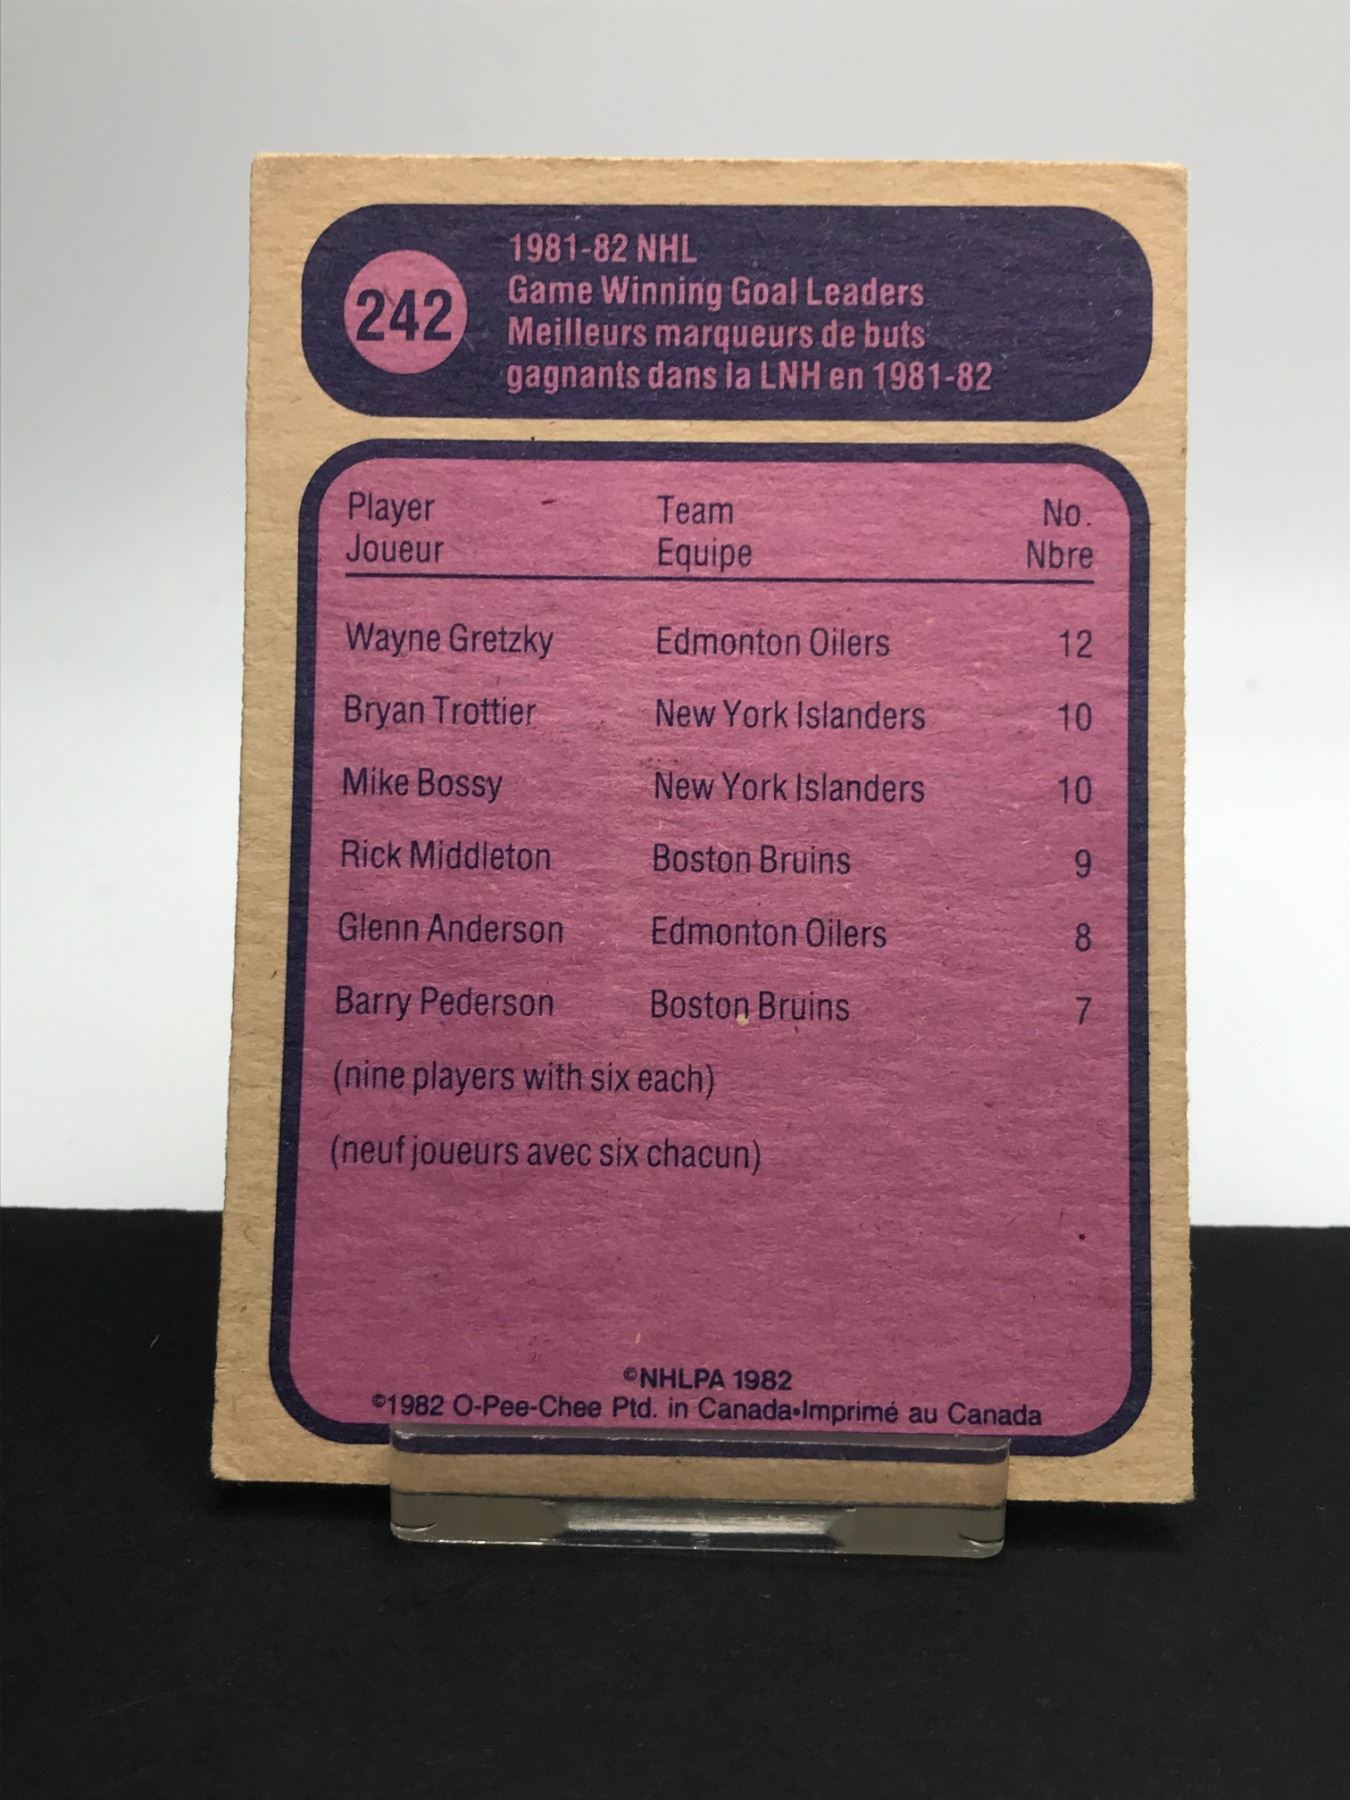 242
1981-82 NHL
Game Winning Goal Leaders
Meilleurs marqueurs de buts
gagnants dans la LNH en 1981-82
Player Team No.
Joueur Equipe Nbre
Wayne Gretzky Edmonton Oilers 12
Bryan Trottier New York Islanders 10
Mike Bossy New York Islanders 10
Rick Middleton Boston Bruins 9
Glenn Anderson Edmonton Oilers 8
Barry Pederson Boston Bruins 7
(nine players with six each)
(neuf joueurs avec six chacun)
©NHLPA 1982
©1982 O-Pee-Chee Ptd. in Canada•Imprimé au Canada